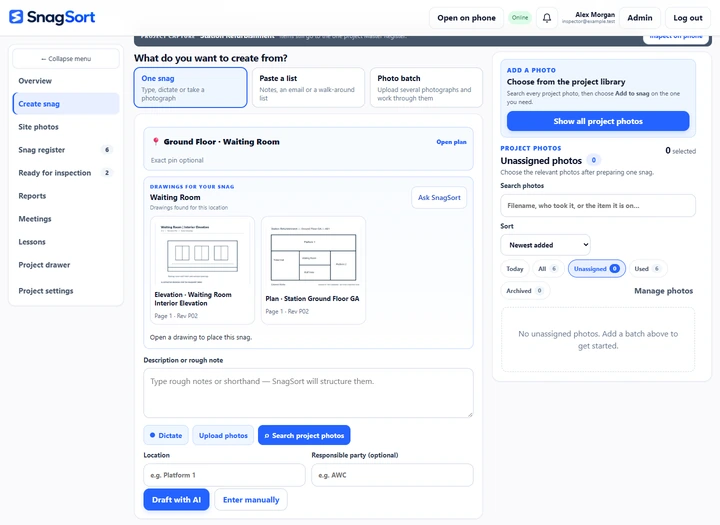 SnagSort
Open on phone
Online
Alex Morgan
inspector@example.test
Admin
Log out
← Collapse menu
Overview
Create snag
Site photos
Snag register 6
Ready for inspection 2
Reports
Meetings
Lessons
Project drawer
Project settings
What do you want to create from?
One snag
Type, dictate or take a
photograph
Paste a list
Notes, an email or a walk-around
list
Photo batch
Upload several photographs and
work through them
Ground Floor · Waiting Room
Open plan
Exact pin optional
DRAWINGS FOR YOUR SNAG
Waiting Room
Drawings found for this location
Ask SnagSort
Waiting Room | Interior Elevation
Elevation · Waiting Room
Interior Elevation
Page 1 · Rev P02
Plan · Station Ground Floor GA
Page 1 · Rev P02
Open a drawing to place this snag.
Description or rough note
Type rough notes or shorthand — SnagSort will structure them.
Dictate
Upload photos
Search project photos
Location
e.g. Platform 1
Responsible party (optional)
e.g. AWC
Draft with AI
Enter manually
Inspect on phone
ADD A PHOTO
Choose from the project library
Search every project photo, then choose Add to snag on the one
you need.
Show all project photos
PROJECT PHOTOS
0 selected
Unassigned photos 0
Choose the relevant photos after preparing one snag.
Search photos
Filename, who took it, or the item it is on...
Sort
Newest added
Today
All 6
Unassigned 0
Used 6
Archived 0
Manage photos
No unassigned photos. Add a batch above to
get started.